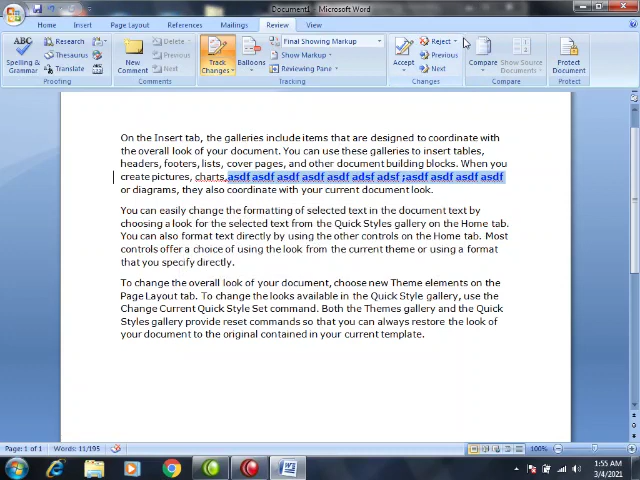 Document1 - Microsoft Word
Home Insert Page Layout References Mailings Review View
ABC Research Delete Final Showing Markup Reject
Thesaurus Previous Show Markup Previous
Spelling & Grammar Translate New Comment Next Track Changes Balloons Reviewing Pane Accept Next Compare Show Source Documents Protect Document
Proofing Comments Tracking Changes Compare Protect
On the Insert tab, the galleries include items that are designed to coordinate with
the overall look of your document. You can use these galleries to insert tables,
headers, footers, lists, cover pages, and other document building blocks. When you
create pictures, charts,asdf asdf asdf asdf asdf adsf adsf ;asdf asdf asdf asdf
or diagrams, they also coordinate with your current document look.
You can easily change the formatting of selected text in the document text by
choosing a look for the selected text from the Quick Styles gallery on the Home tab.
You can also format text directly by using the other controls on the Home tab. Most
controls offer a choice of using the look from the current theme or using a format
that you specify directly.
To change the overall look of your document, choose new Theme elements on the
Page Layout tab. To change the looks available in the Quick Style gallery, use the
Change Current Quick Style Set command. Both the Themes gallery and the Quick
Styles gallery provide reset commands so that you can always restore the look of
your document to the original contained in your current template.
Page: 1 of 1 Words: 11/195 100%
1:55 AM
3/4/2021